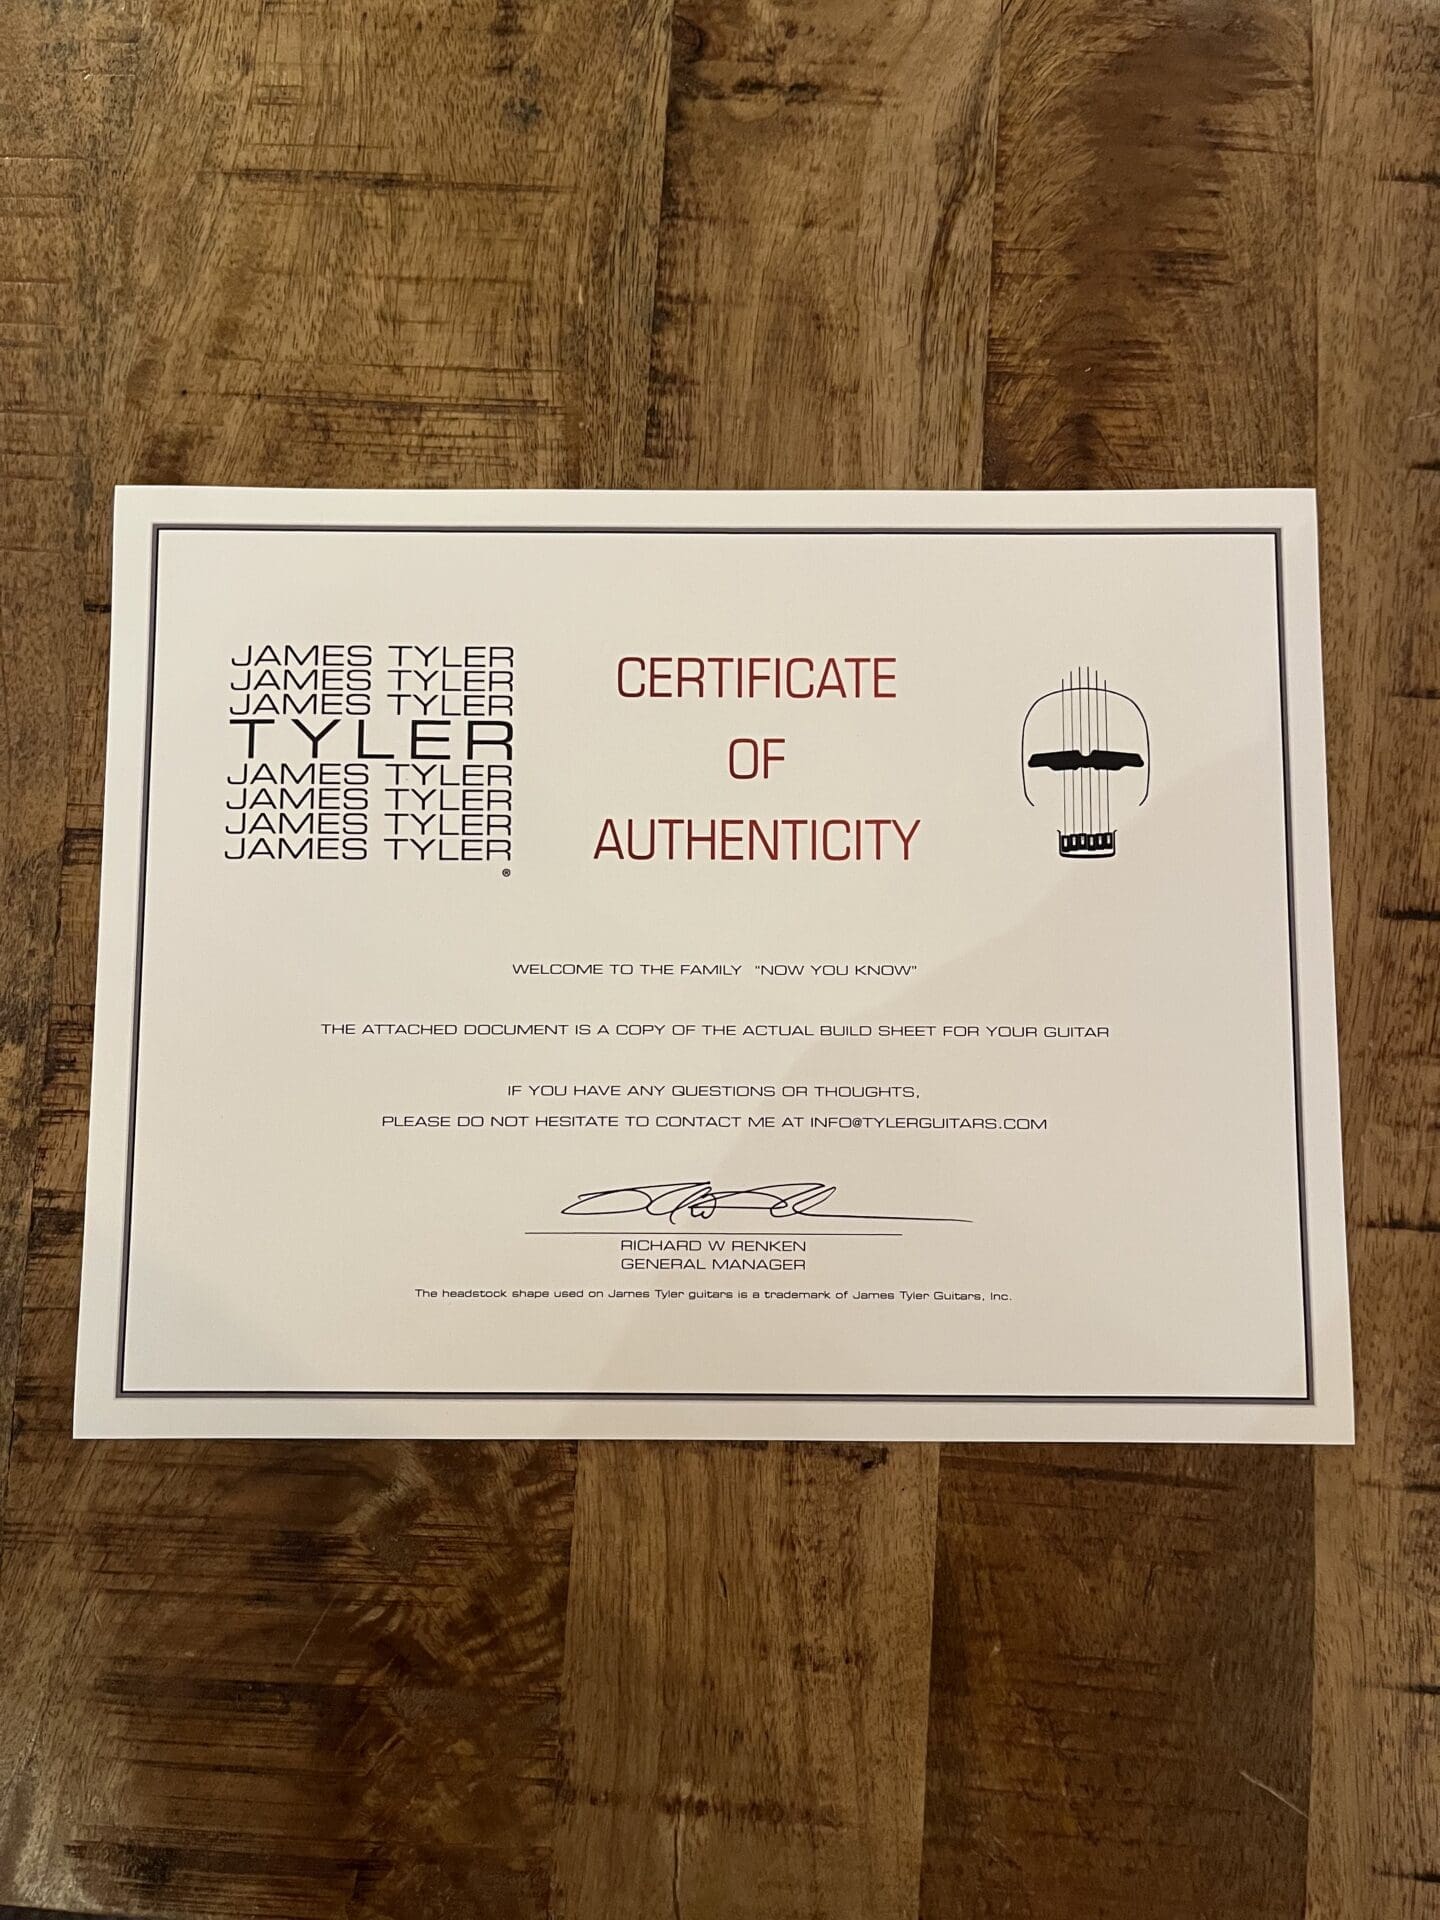 JAMES TYLER
JAMES TYLER
JAMES TYLER
TYLER
JAMES TYLER
JAMES TYLER
JAMES TYLER
JAMES TYLER
®
CERTIFICATE
OF
AUTHENTICITY
WELCOME TO THE FAMILY "NOW YOU KNOW"
THE ATTACHED DOCUMENT IS A COPY OF THE ACTUAL BUILD SHEET FOR YOUR GUITAR
IF YOU HAVE ANY QUESTIONS OR THOUGHTS,
PLEASE DO NOT HESITATE TO CONTACT ME AT INFO@TYLERGUITARS.COM
RICHARD W RENKEN
GENERAL MANAGER
The headstock shape used on James Tyler guitars is a trademark of James Tyler Guitars, Inc.